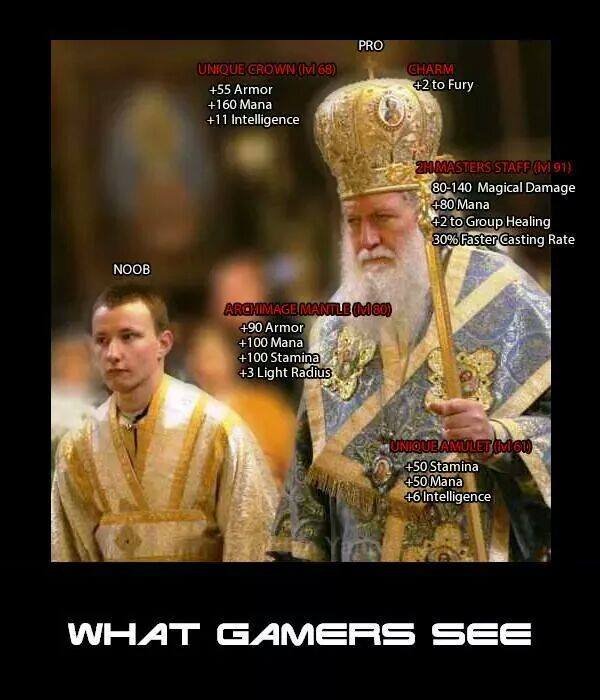 PRO
UNIQUE CROWN (lvl 68)
+55 Armor
+160 Mana
+11 Intelligence
CHARM
+2 to Fury
2H MASTERS STAFF (lvl 91)
80-140 Magical Damage
+80 Mana
+2 to Group Healing
30% Faster Casting Rate
NOOB
ARCHIMAGE MANTLE (lvl 80)
+90 Armor
+100 Mana
+100 Stamina
+3 Light Radius
UNIQUE AMULET (lvl 61)
+50 Stamina
+50 Mana
+6 Intelligence
WHAT GAMERS SEE